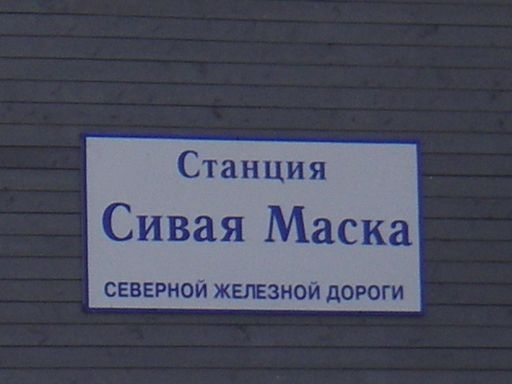 Станция
Сивая Маска
СЕВЕРНОЙ ЖЕЛЕЗНОЙ ДОРОГИ